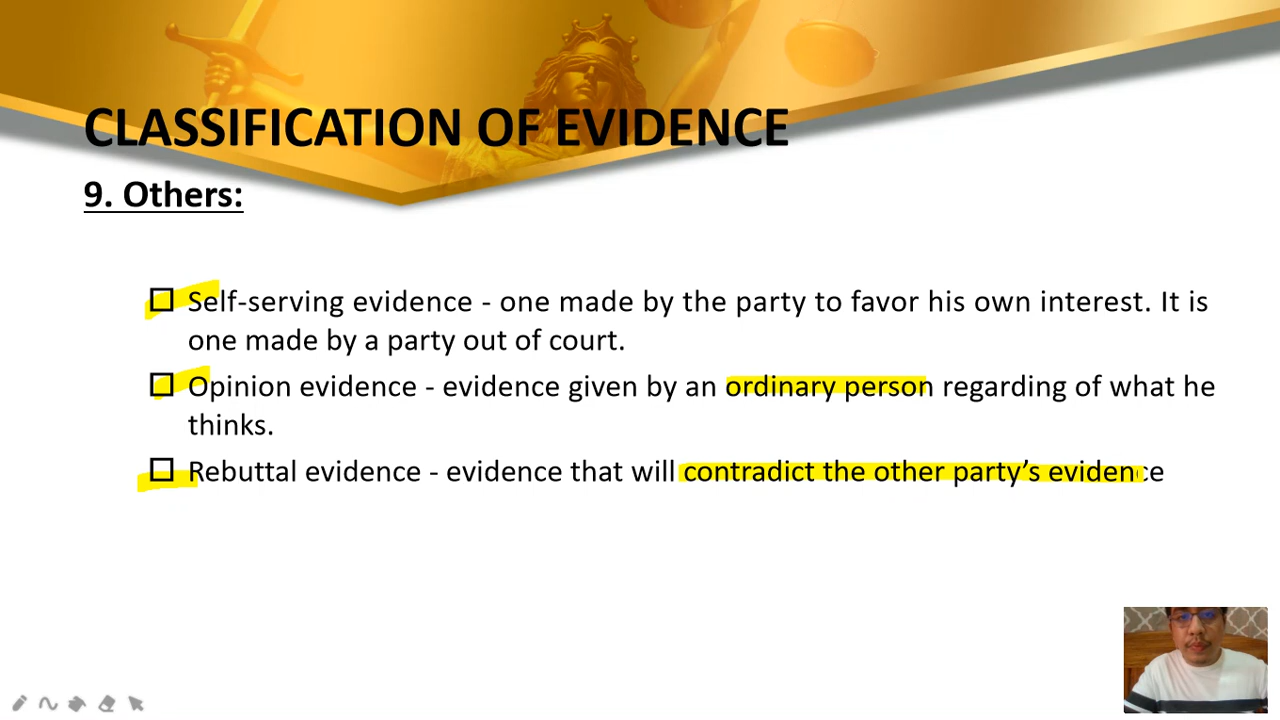 CLASSIFICATION OF EVIDENCE
9. Others:
Self-serving evidence - one made by the party to favor his own interest. It is
one made by a party out of court.
Opinion evidence - evidence given by an ordinary person regarding of what he
thinks.
Rebuttal evidence - evidence that will contradict the other party’s evidence